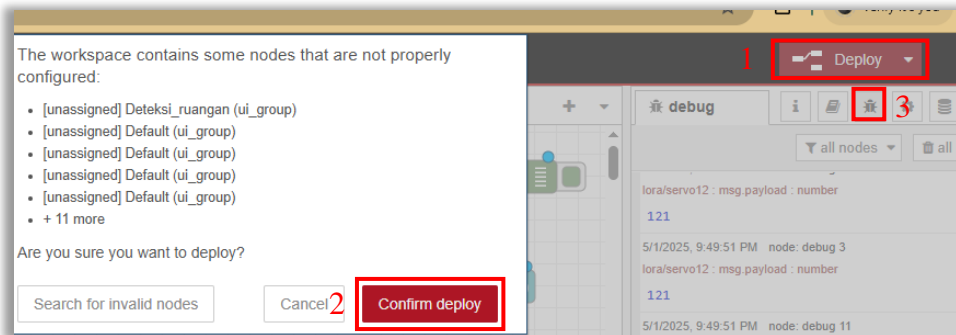 The workspace contains some nodes that are not properly
configured:
[unassigned] Deteksi_ruangan (ui_group)
[unassigned] Default (ui_group)
[unassigned] Default (ui_group)
[unassigned] Default (ui_group)
[unassigned] Default (ui_group)
+ 11 more
Are you sure you want to deploy?
Search for invalid nodes
Cancel
2
Confirm deploy
1
Deploy
debug
i
3
all nodes
all
lora/servo12 : msg.payload : number
121
5/1/2025, 9:49:51 PM node: debug 3
lora/servo12 : msg.payload : number
121
5/1/2025, 9:49:51 PM node: debug 11